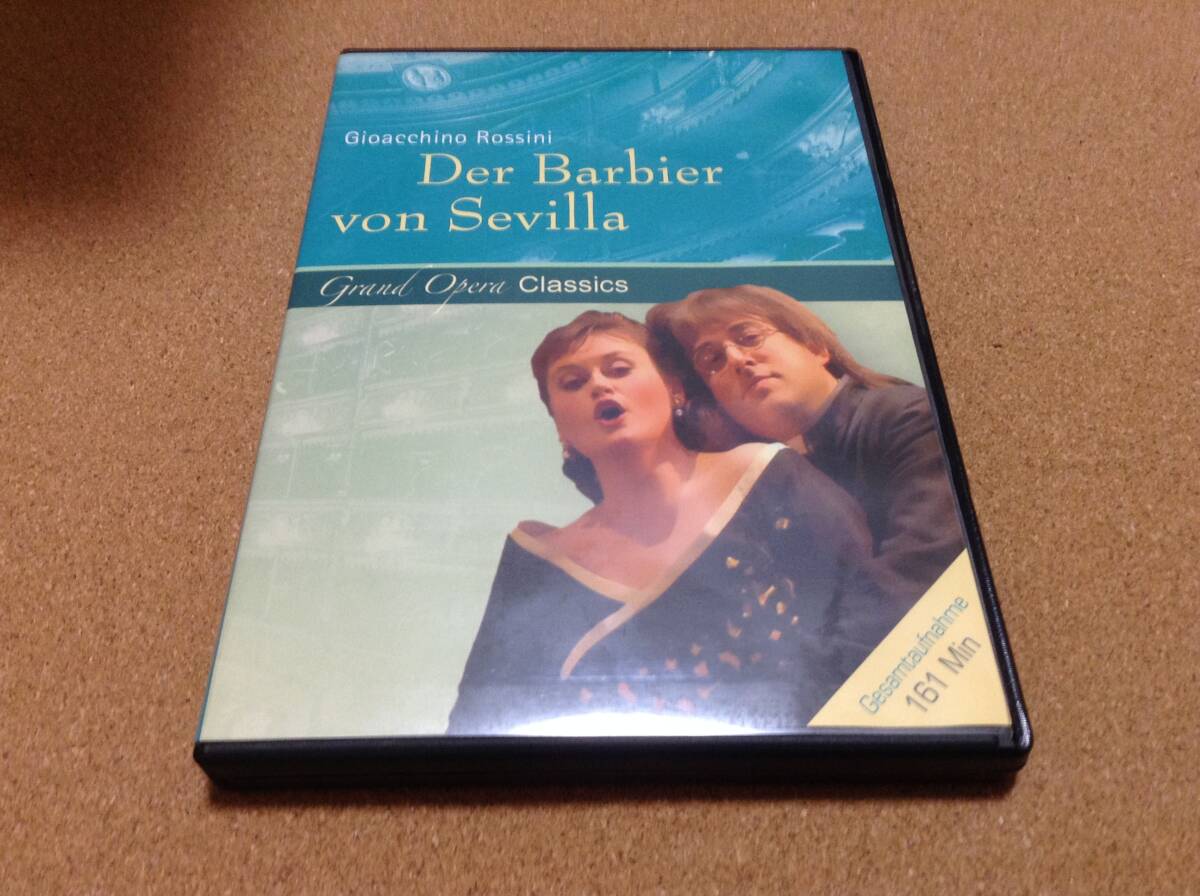 Gioacchino Rossini
Der Barbier
von Sevilla
Grand Opera Classics
Gesamtaufnahme
161 Min